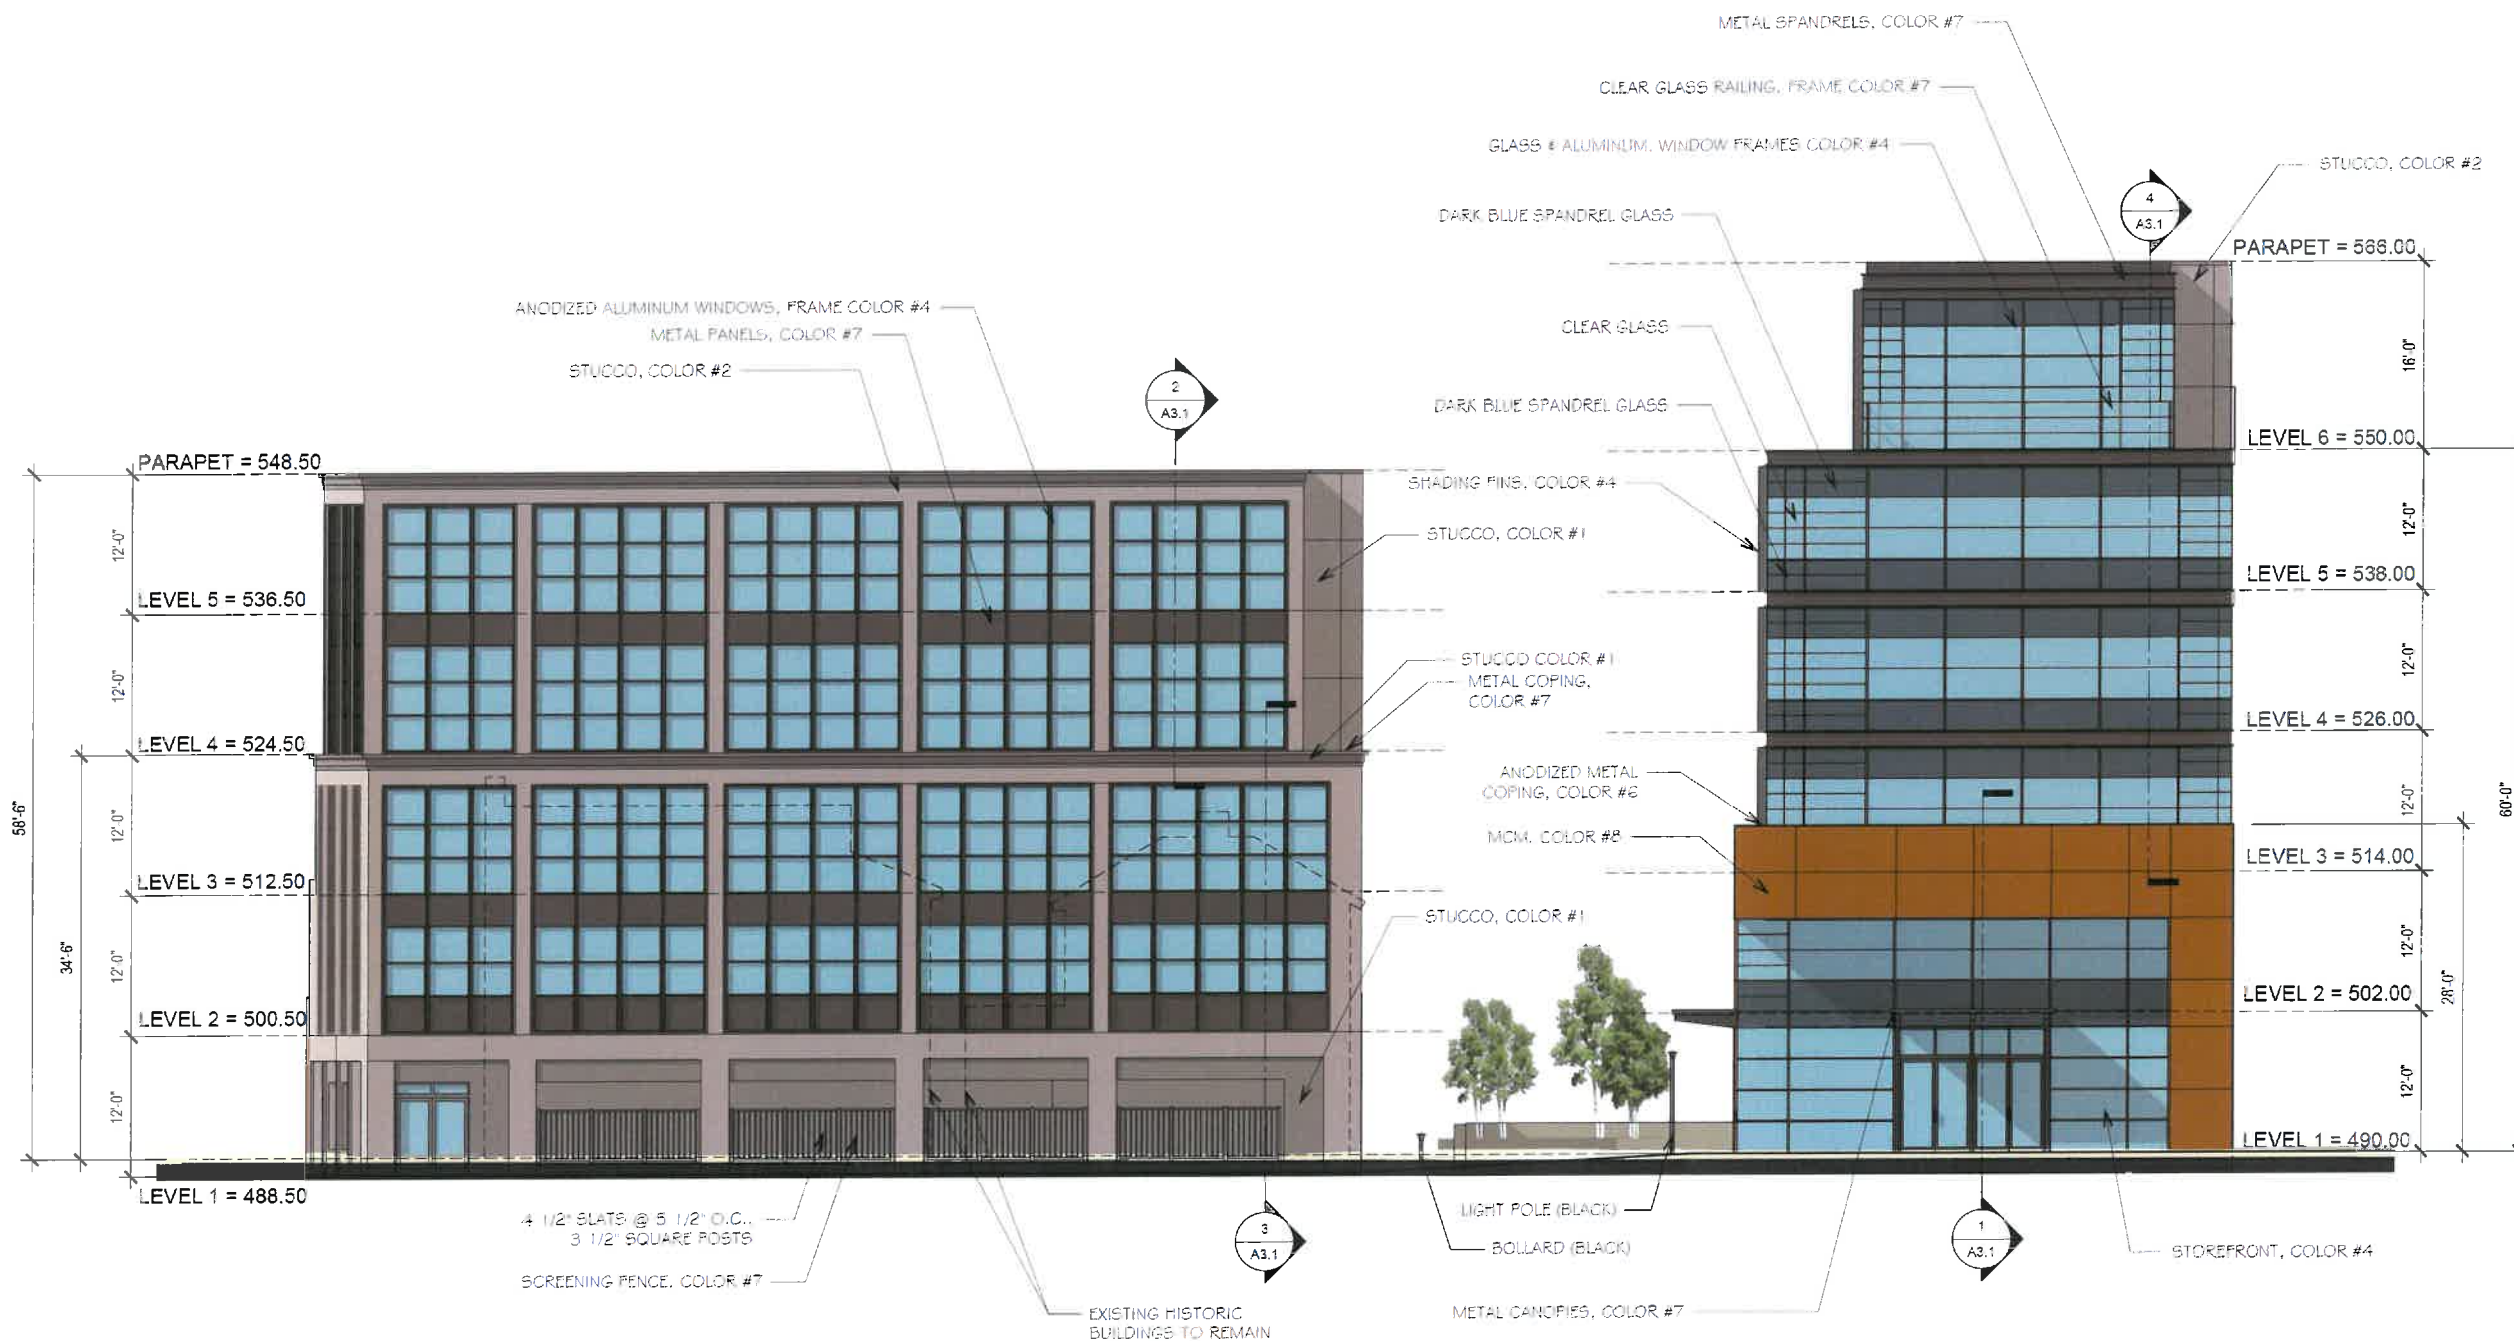 METAL SPANDRELS, COLOR #7
CLEAR GLASS RAILING, FRAME COLOR #7
GLASS & ALUMINUM, WINDOW FRAMES COLOR #4
STUCCO, COLOR #2
DARK BLUE SPANDREL GLASS
4
A3.1
PARAPET = 566.00
ANODIZED ALUMINUM WINDOWS, FRAME COLOR #4
METAL PANELS, COLOR #7
STUCCO, COLOR #2
CLEAR GLASS
16'-0"
2
A3.1
DARK BLUE SPANDREL GLASS
LEVEL 6 = 550.00
PARAPET = 548.50
SHADING FINS, COLOR #4
12'-0"
12'-0"
STUCCO, COLOR #1
LEVEL 5 = 536.50
LEVEL 5 = 538.00
12'-0"
STUCCO COLOR #1
METAL COPING,
COLOR #7
12'-0"
LEVEL 4 = 524.50
LEVEL 4 = 526.00
58'-6"
12'-0"
ANODIZED METAL
COPING, COLOR #6
12'-0"
60'-0"
MCM, COLOR #8
LEVEL 3 = 512.50
LEVEL 3 = 514.00
STUCCO, COLOR #1
34'-6"
12'-0"
12'-0"
28'-0"
LEVEL 2 = 500.50
LEVEL 2 = 502.00
12'-0"
12'-0"
LEVEL 1 = 490.00
LEVEL 1 = 488.50
4 1/2" SLATS @ 5 1/2" O.C.,
3 1/2" SQUARE POSTS
SCREENING FENCE, COLOR #7
3
A3.1
LIGHT POLE (BLACK)
BOLLARD (BLACK)
1
A3.1
STOREFRONT, COLOR #4
EXISTING HISTORIC
BUILDINGS TO REMAIN
METAL CANOPIES, COLOR #7